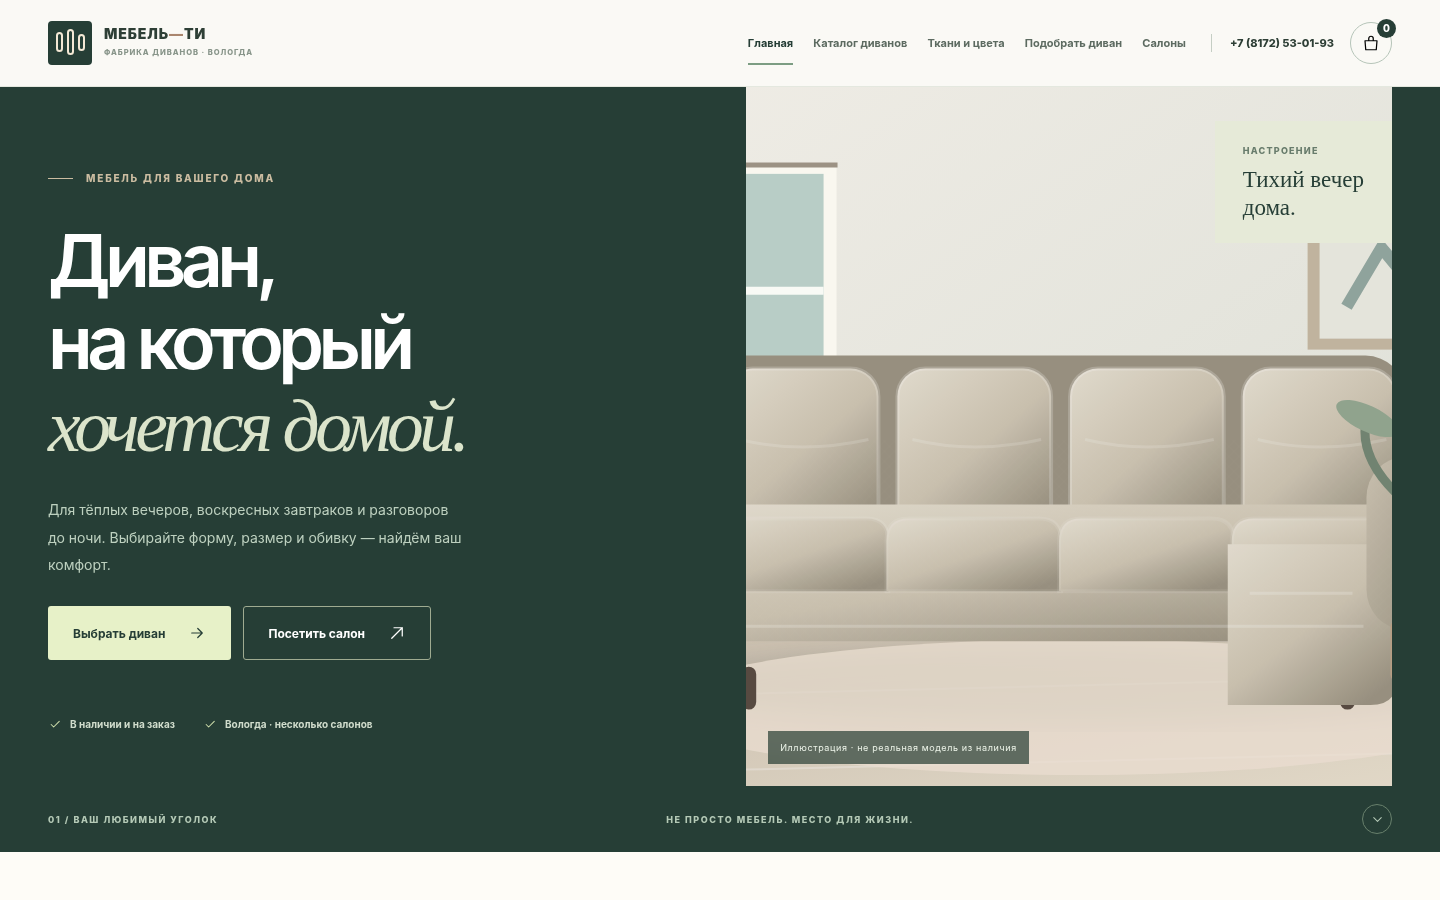 МЕБЕЛЬ—ТИ
ФАБРИКА ДИВАНОВ · ВОЛОГДА
Главная
Каталог диванов
Ткани и цвета
Подобрать диван
Салоны
+7 (8172) 53-01-93
0
МЕБЕЛЬ ДЛЯ ВАШЕГО ДОМА
Диван,
на который
хочется домой.
Для тёплых вечеров, воскресных завтраков и разговоров
до ночи. Выбирайте форму, размер и обивку — найдём ваш
комфорт.
Выбрать диван
Посетить салон
В наличии и на заказ
Вологда · несколько салонов
НАСТРОЕНИЕ
Тихий вечер
дома.
Иллюстрация · не реальная модель из наличия
01 / ВАШ ЛЮБИМЫЙ УГОЛОК
НЕ ПРОСТО МЕБЕЛЬ. МЕСТО ДЛЯ ЖИЗНИ.